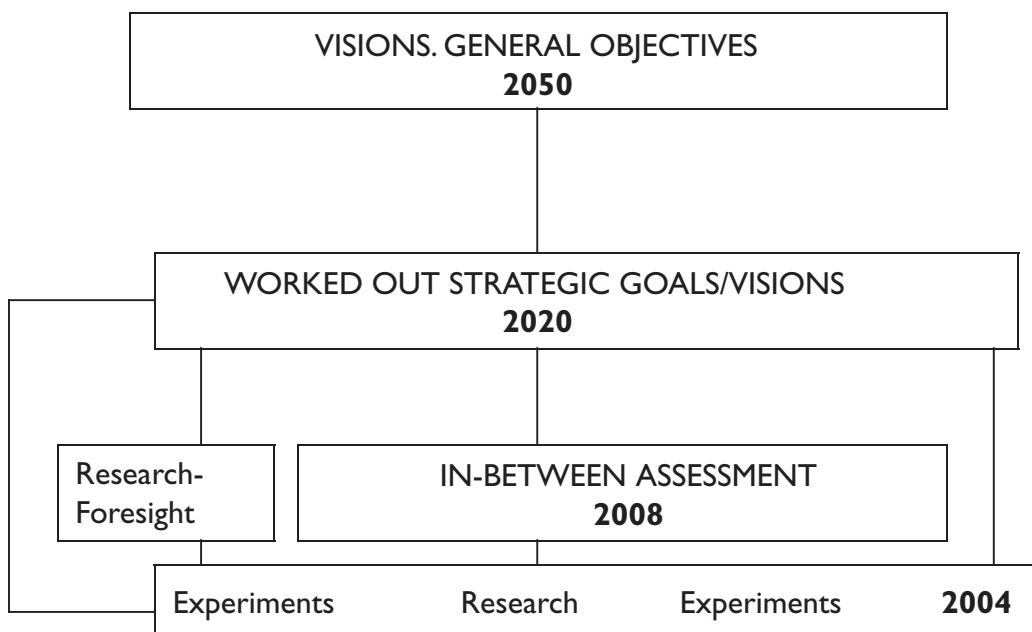 VISIONS. GENERAL OBJECTIVES
2050
WORKED OUT STRATEGIC GOALS/VISIONS
2020
Research-
Foresight
IN-BETWEEN ASSESSMENT
2008
Experiments Research Experiments 2004